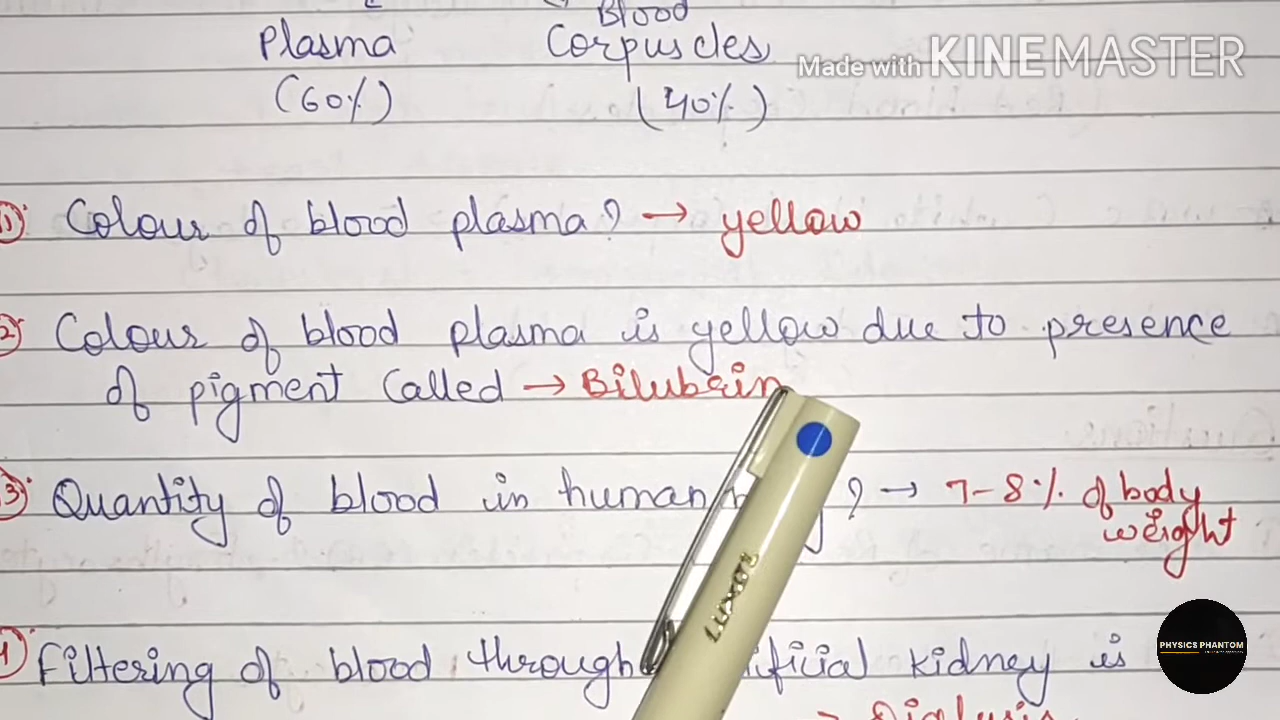 Blood
Plasma Corpuscles
(60%) (40%)
Made with KINEMASTER
① Colour of blood plasma? → yellow
② Colour of blood plasma is yellow due to presence
of pigment called → Bilubrin
③ Quantity of blood in human ? → 7-8% of body
weight
Filtering of blood through kidney is
→ Dialysis
PHYSICS PHANTOM
LUXOR